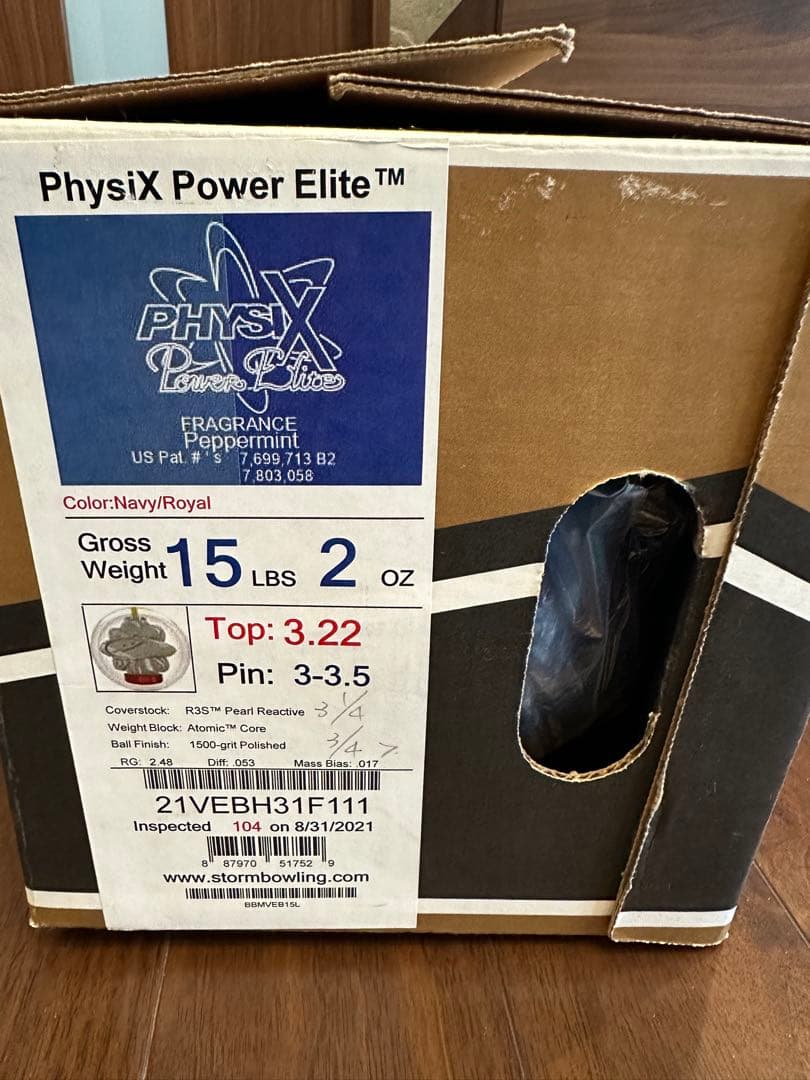 PhysiX Power Elite™
PHYSIX
Power Elite
FRAGRANCE
Peppermint
US Pat. #'s 7,699,713 B2
7,803,058
Color:Navy/Royal
Gross Weight 15 LBS 2 OZ
Top: 3.22
Pin: 3-3.5
Coverstock: R3S™ Pearl Reactive
3 1/4
Weight Block: Atomic™ Core
Ball Finish: 1500-grit Polished
3/4 >
RG: 2.48 Diff: .053 Mass Bias: .017
21VEBH31F111
Inspected 104 on 8/31/2021
8 87970 51752 9
www.stormbowling.com
BBMVEB15L